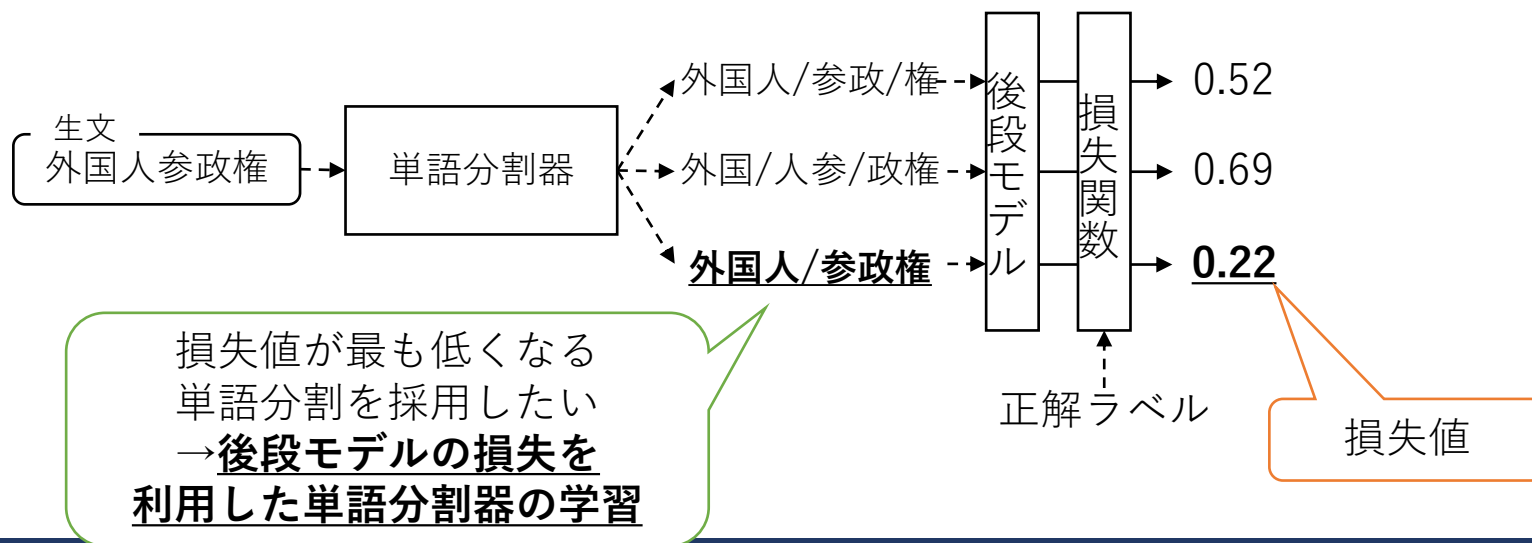 生文
外国人参政権
単語分割器
外国人/参政/権
外国/人参/政権
外国人/参政権
後段モデル
損失関数
0.52
0.69
0.22
正解ラベル
損失値
損失値が最も低くなる
単語分割を採用したい
→後段モデルの損失を
利用した単語分割器の学習